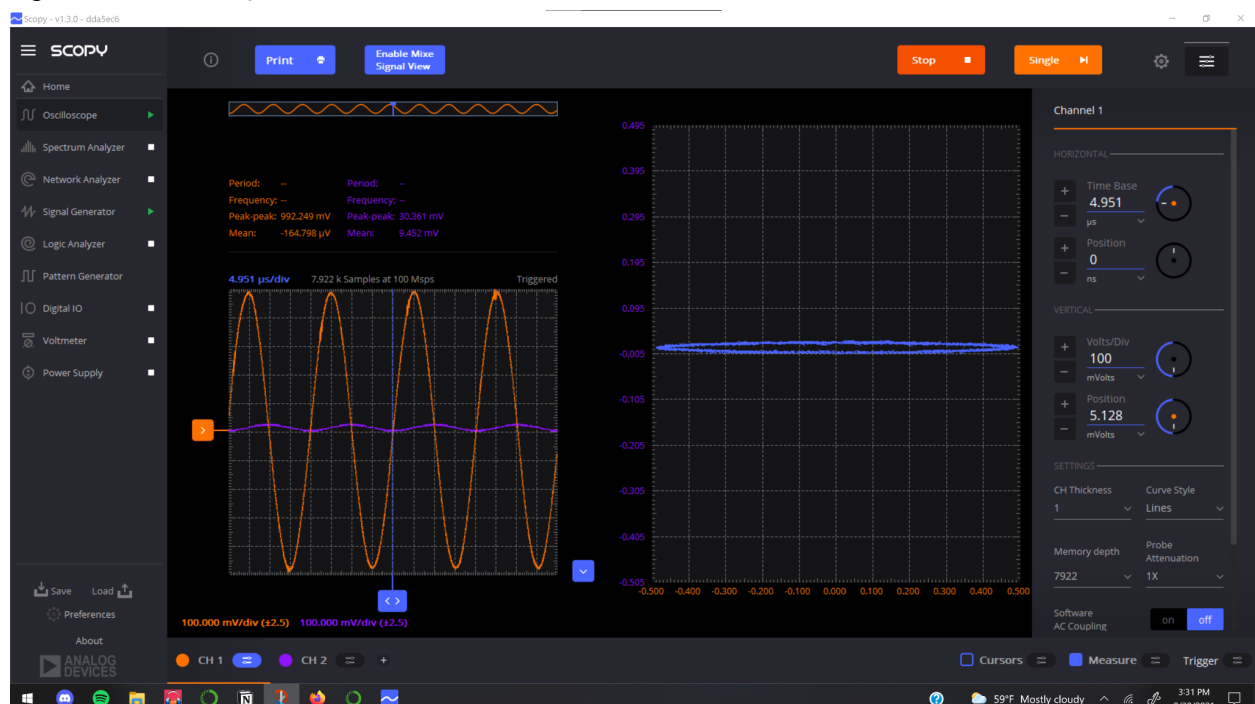 Scopy - v1.3.0 - dda5ec6
SCOPY
Print
Enable Mixe
Signal View
Stop
Single
Home
Oscilloscope
Spectrum Analyzer
Network Analyzer
Signal Generator
Logic Analyzer
Pattern Generator
Digital IO
Voltmeter
Power Supply
Save Load
Preferences
About
ANALOG
DEVICES
Period: -- Period: --
Frequency: -- Frequency: --
Peak-peak: 992.249 mV Peak-peak: 30.361 mV
Mean: -164.798 µV Mean: 9.452 mV
4.951 µs/div 7.922 k Samples at 100 Msps Triggered
100.000 mV/div (±2.5) 100.000 mV/div (±2.5)
0.495
0.395
0.295
0.195
0.095
-0.005
-0.105
-0.205
-0.305
-0.405
-0.505
-0.500 -0.400 -0.300 -0.200 -0.100 0.000 0.100 0.200 0.300 0.400 0.500
Channel 1
HORIZONTAL
Time Base
4.951
µs
Position
0
ns
VERTICAL
Volts/Div
100
mVolts
Position
5.128
mVolts
SETTINGS
CH Thickness Curve Style
1 Lines
Memory depth Probe
Attenuation
7922 1X
Software
AC Coupling on off
CH 1 CH 2 +
Cursors Measure Trigger
59°F Mostly cloudy
3:31 PM